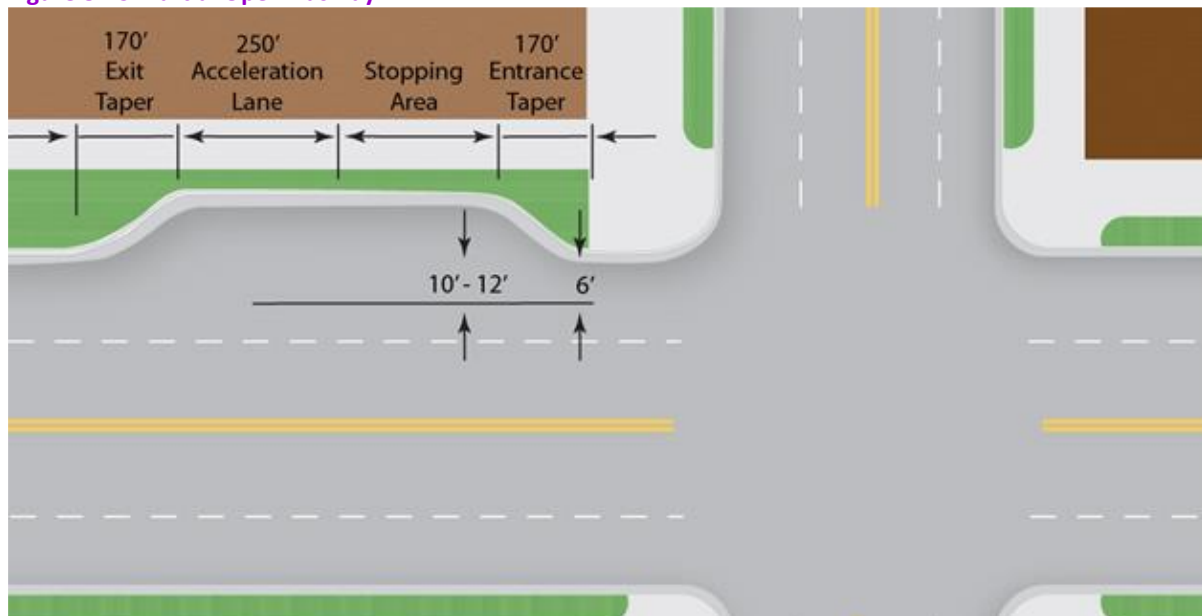 170’
Exit
Taper
250’
Acceleration
Lane
Stopping
Area
170’
Entrance
Taper
10’- 12’
6’